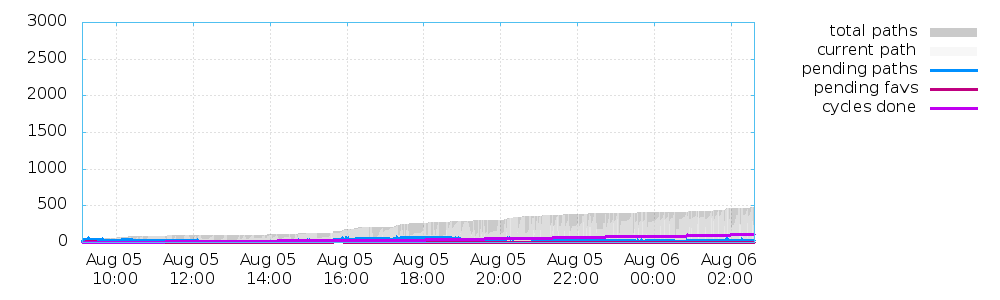 3000
2500
2000
1500
1000
500
0
Aug 05 Aug 05 Aug 05 Aug 05 Aug 05 Aug 05 Aug 05 Aug 06 Aug 06
10:00 12:00 14:00 16:00 18:00 20:00 22:00 00:00 02:00
total paths
current path
pending paths
pending favs
cycles done